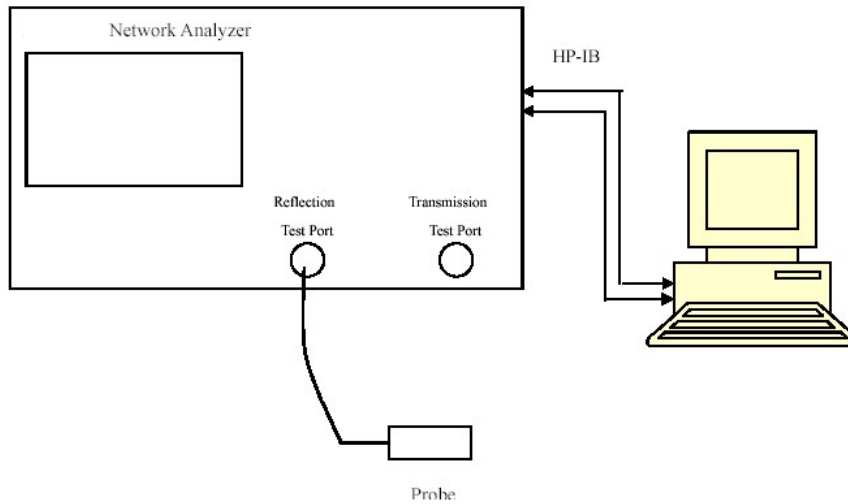 Network Analyzer
HP-IB
Reflection
Test Port
Transmission
Test Port
Probe